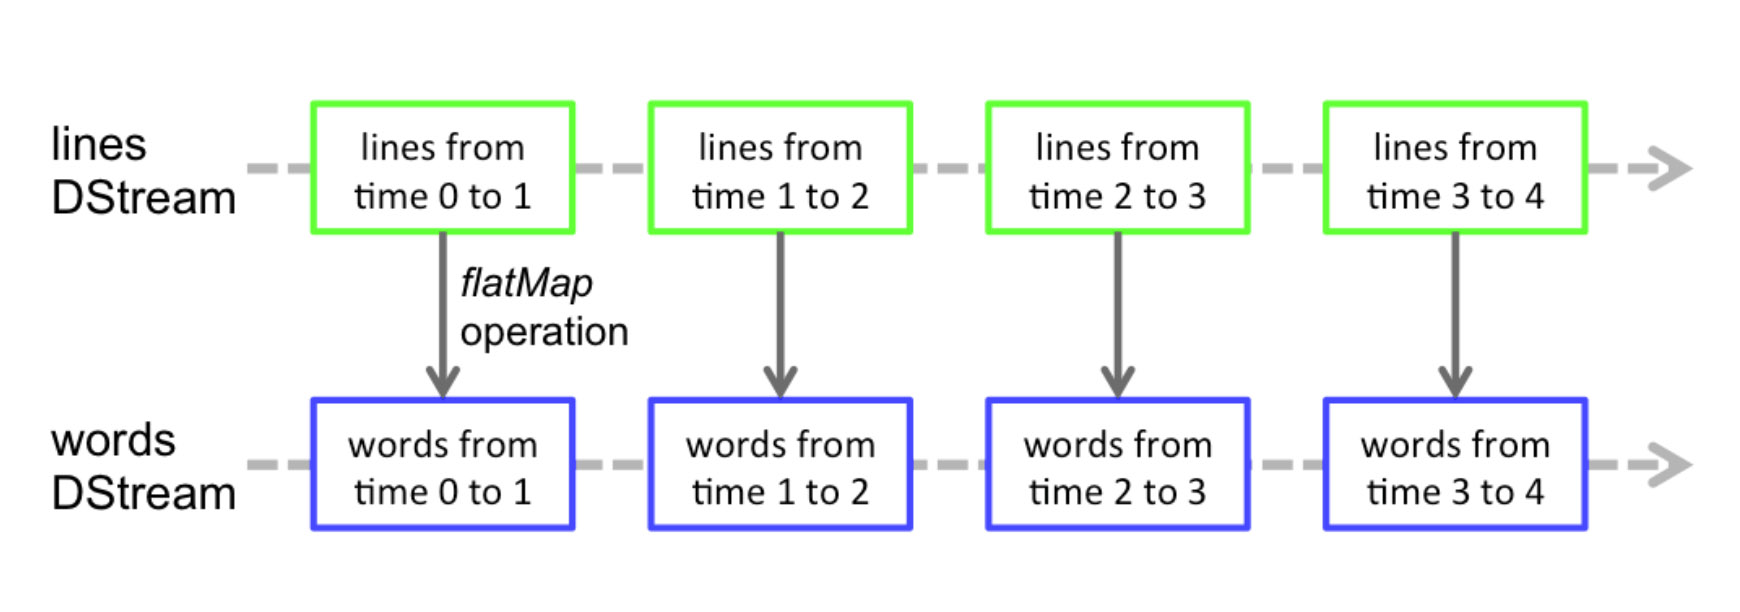 lines
DStream
lines from
time 0 to 1
lines from
time 1 to 2
lines from
time 2 to 3
lines from
time 3 to 4
flatMap
operation
words
DStream
words from
time 0 to 1
words from
time 1 to 2
words from
time 2 to 3
words from
time 3 to 4